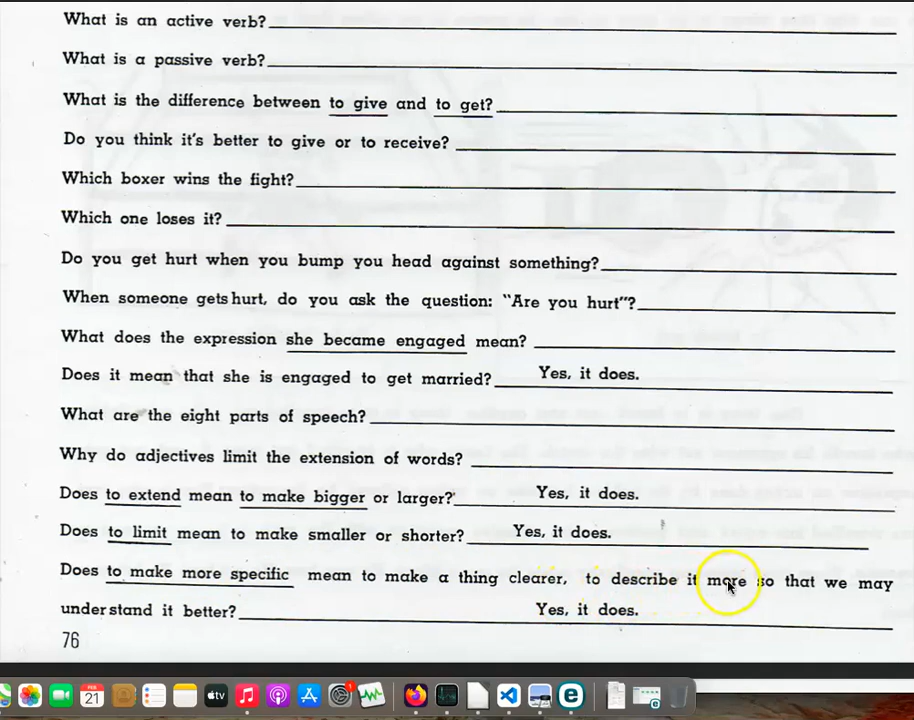 What is an active verb?
What is a passive verb?
What is the difference between to give and to get?
Do you think it's better to give or to receive?
Which boxer wins the fight?
Which one loses it?
Do you get hurt when you bump you head against something?
When someone gets hurt, do you ask the question: "Are you hurt"?
What does the expression she became engaged mean?
Does it mean that she is engaged to get married? Yes, it does.
What are the eight parts of speech?
Why do adjectives limit the extension of words?
Does to extend mean to make bigger or larger? Yes, it does.
Does to limit mean to make smaller or shorter? Yes, it does.
Does to make more specific mean to make a thing clearer, to describe it more so that we may
understand it better? Yes, it does.
76
FEB
21
tv